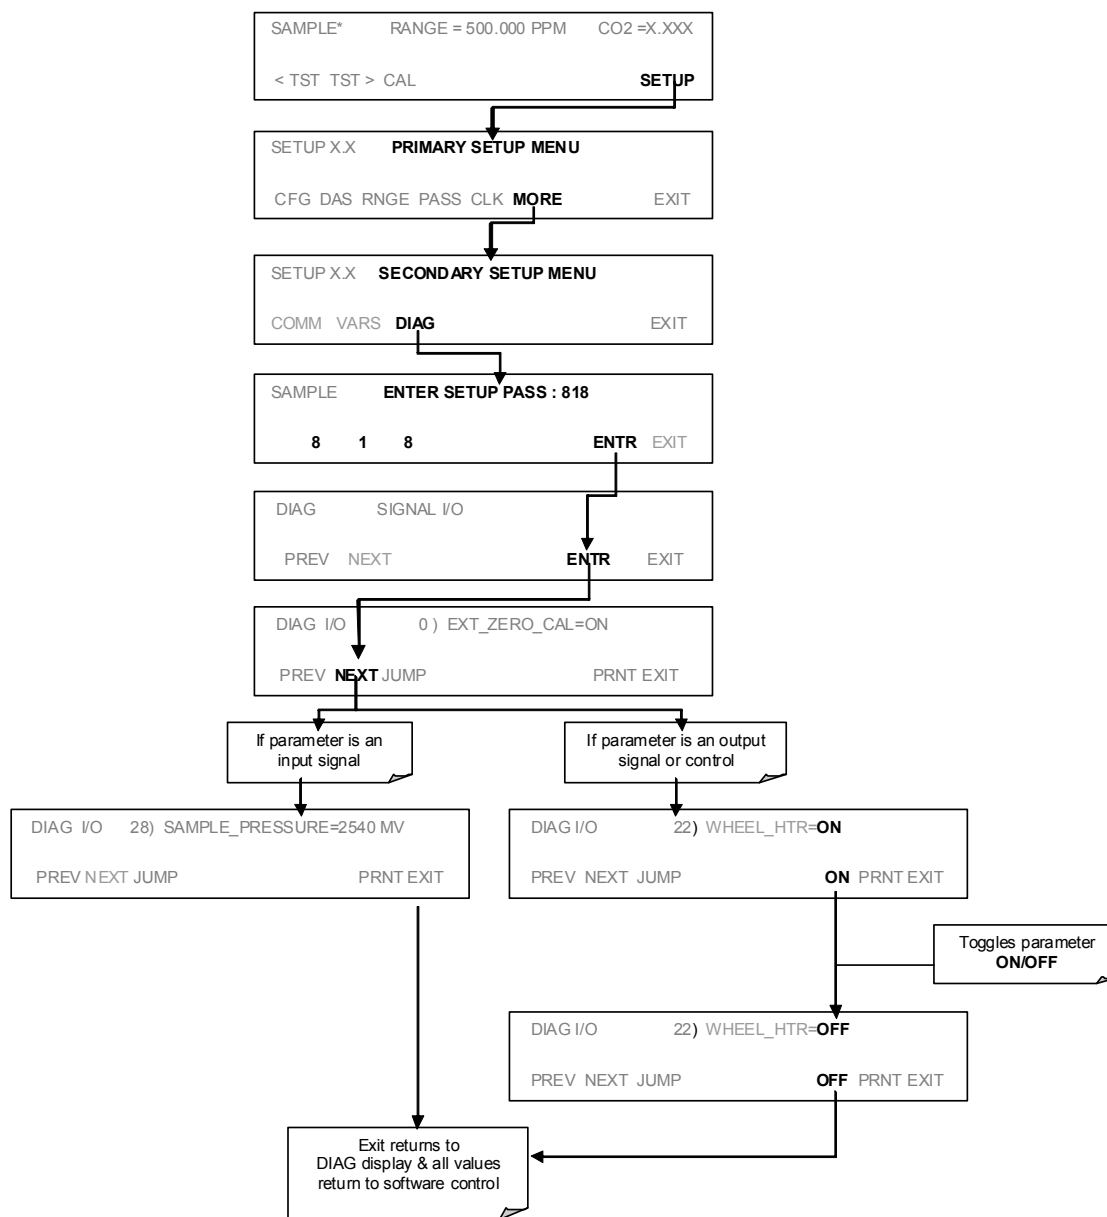 SAMPLE* RANGE = 500.000 PPM CO2 =X.XXX
< TST TST > CAL SETUP
SETUP X.X PRIMARY SETUP MENU
CFG DAS RNGE PASS CLK MORE EXIT
SETUP X.X SECONDARY SETUP MENU
COMM VARS DIAG EXIT
SAMPLE ENTER SETUP PASS : 818
8 1 8 ENTR EXIT
DIAG SIGNAL I/O
PREV NEXT ENTR EXIT
DIAG I/O 0 ) EXT_ZERO_CAL=ON
PREV NEXT JUMP PRNT EXIT
If parameter is an
input signal
If parameter is an output
signal or control
DIAG I/O 28) SAMPLE_PRESSURE=2540 MV
PREV NEXT JUMP PRNT EXIT
DIAG I/O 22) WHEEL_HTR=ON
PREV NEXT JUMP ON PRNT EXIT
Toggles parameter
ON/OFF
DIAG I/O 22) WHEEL_HTR=OFF
PREV NEXT JUMP OFF PRNT EXIT
Exit returns to
DIAG display & all values
return to software control